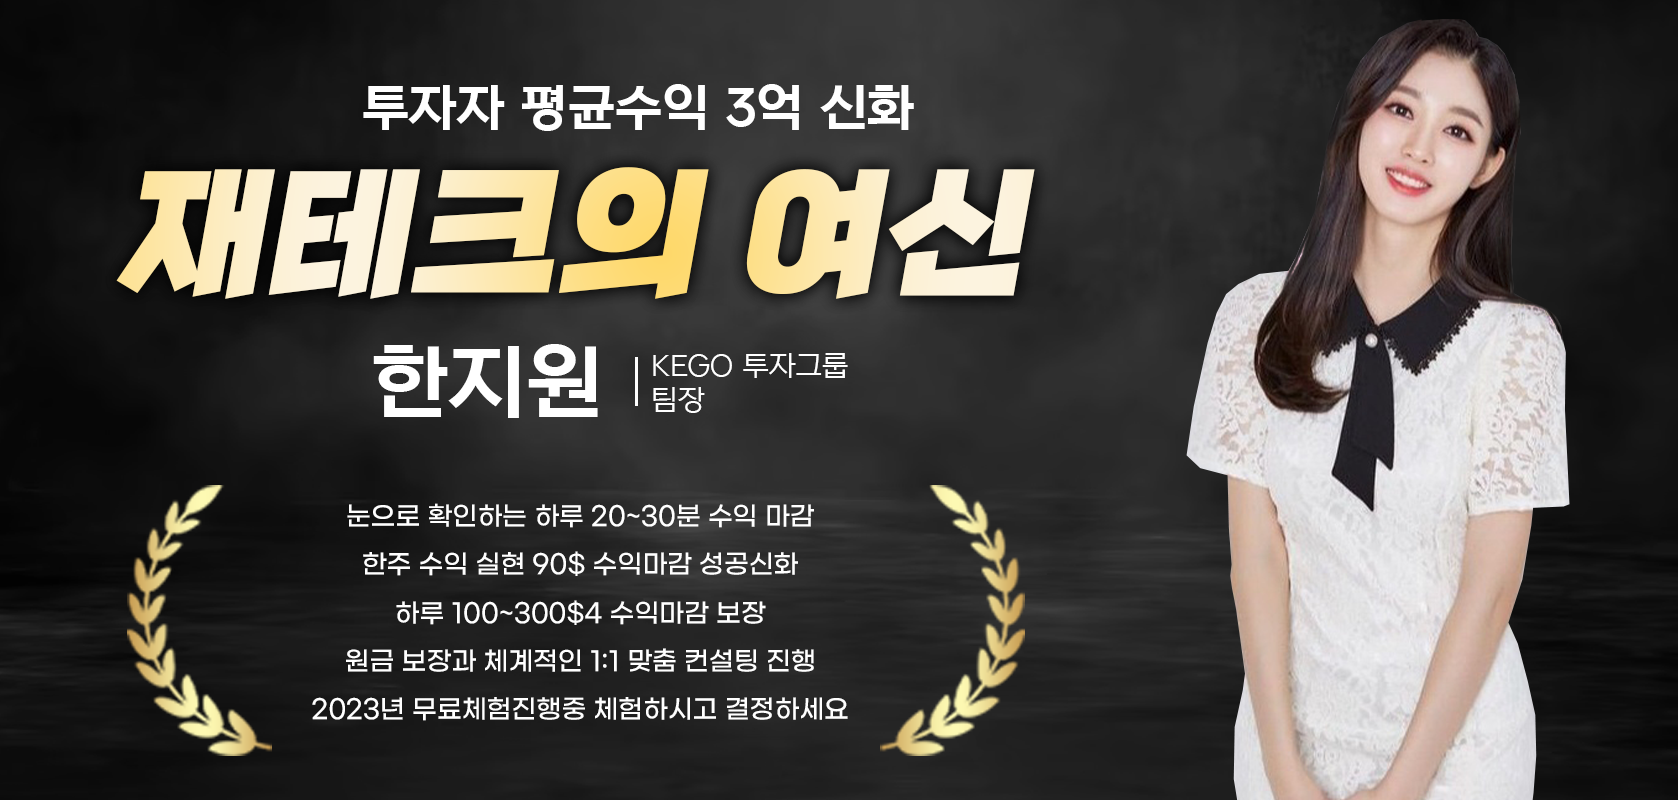 투자자 평균수익 3억 신화
재테크의 여신
한지원
KEGO 투자그룹
팀장
눈으로 확인하는 하루 20~30분 수익 마감
한주 수익 실현 90$ 수익마감 성공신화
하루 100~300$4 수익마감 보장
원금 보장과 체계적인 1:1 맞춤 컨설팅 진행
2023년 무료체험진행중 체험하시고 결정하세요